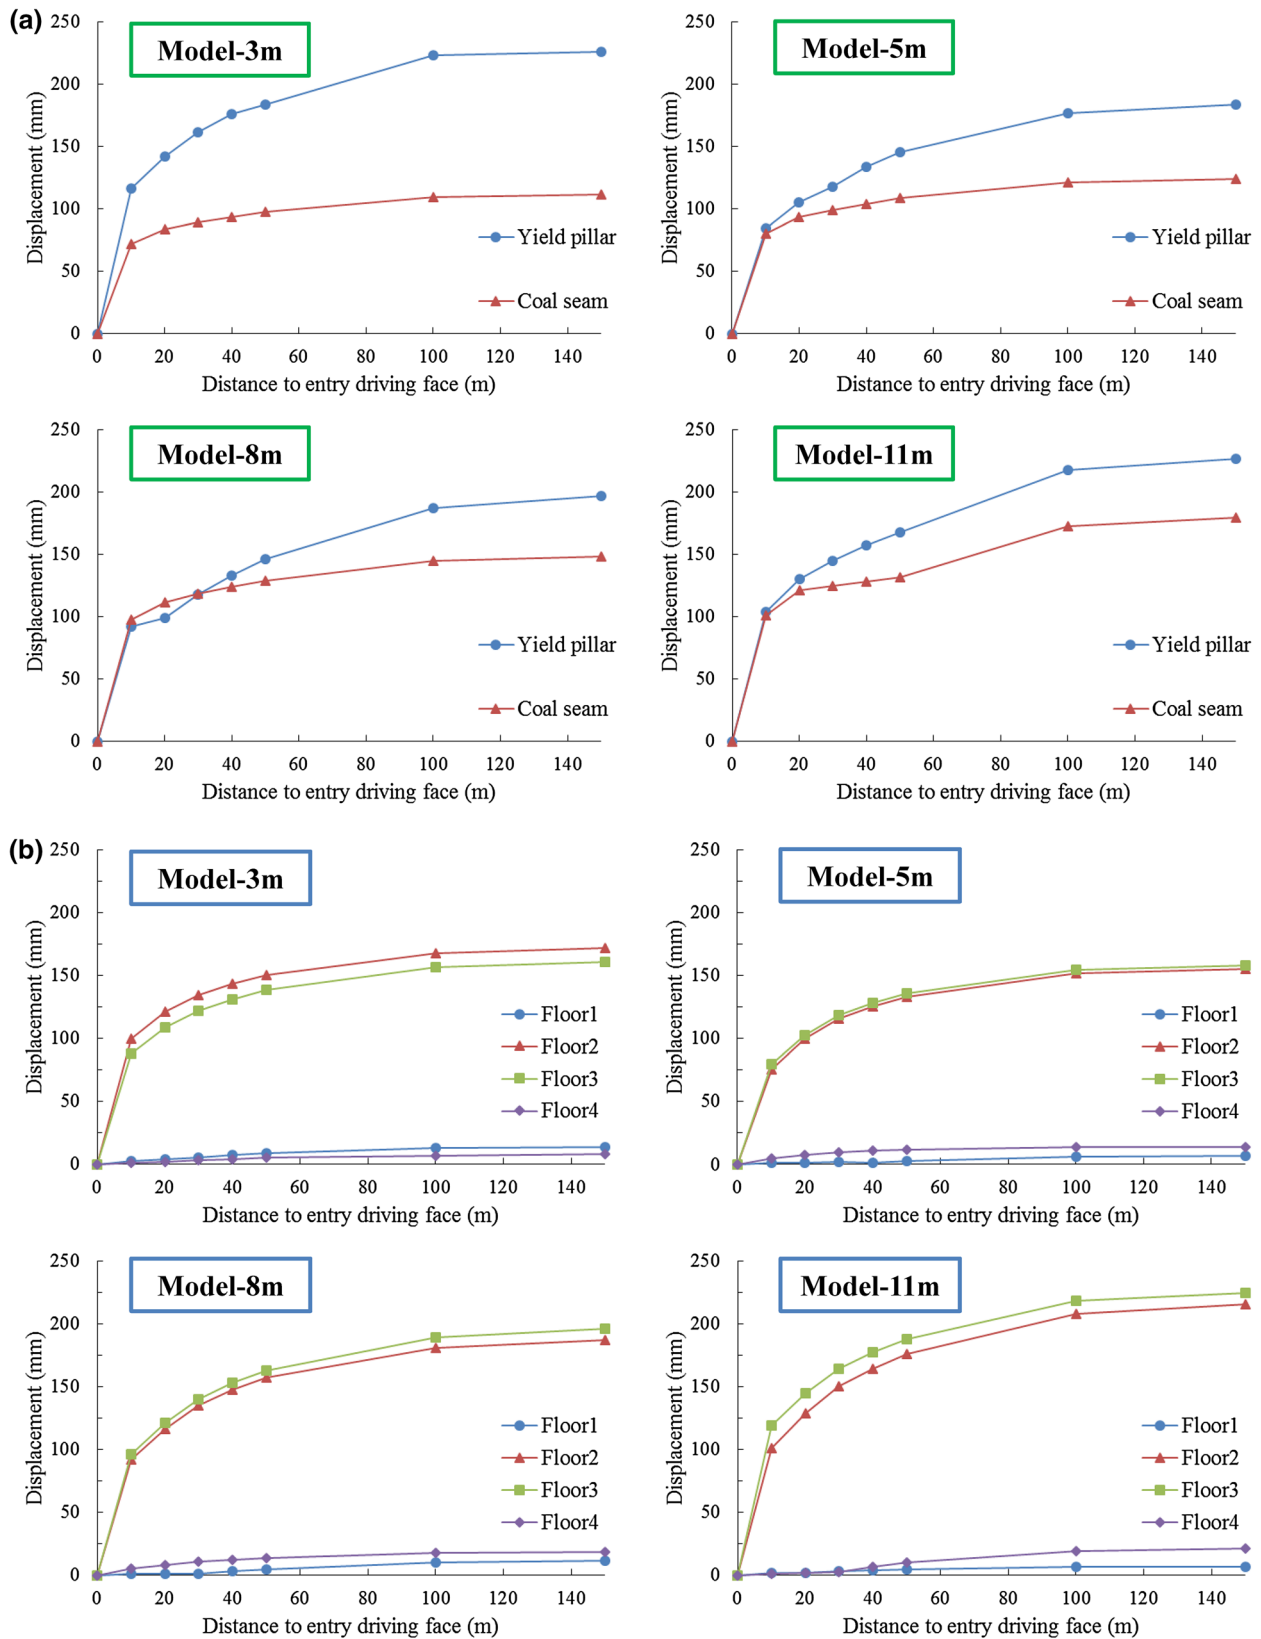 (a)
Model-3m
Displacement (mm)
250
200
150
100
50
0
Yield pillar
Coal seam
0 20 40 60 80 100 120 140
Distance to entry driving face (m)
Model-5m
Displacement (mm)
250
200
150
100
50
0
Yield pillar
Coal seam
0 20 40 60 80 100 120 140
Distance to entry driving face (m)
Model-8m
Displacement (mm)
250
200
150
100
50
0
Yield pillar
Coal seam
0 20 40 60 80 100 120 140
Distance to entry driving face (m)
Model-11m
Displacement (mm)
250
200
150
100
50
0
Yield pillar
Coal seam
0 20 40 60 80 100 120 140
Distance to entry driving face (m)
(b)
Model-3m
Displacement (mm)
250
200
150
100
50
0
Floor1
Floor2
Floor3
Floor4
0 20 40 60 80 100 120 140
Distance to entry driving face (m)
Model-5m
Displacement (mm)
250
200
150
100
50
0
Floor1
Floor2
Floor3
Floor4
0 20 40 60 80 100 120 140
Distance to entry driving face (m)
Model-8m
Displacement (mm)
250
200
150
100
50
0
Floor1
Floor2
Floor3
Floor4
0 20 40 60 80 100 120 140
Distance to entry driving face (m)
Model-11m
Displacement (mm)
250
200
150
100
50
0
Floor1
Floor2
Floor3
Floor4
0 20 40 60 80 100 120 140
Distance to entry driving face (m)